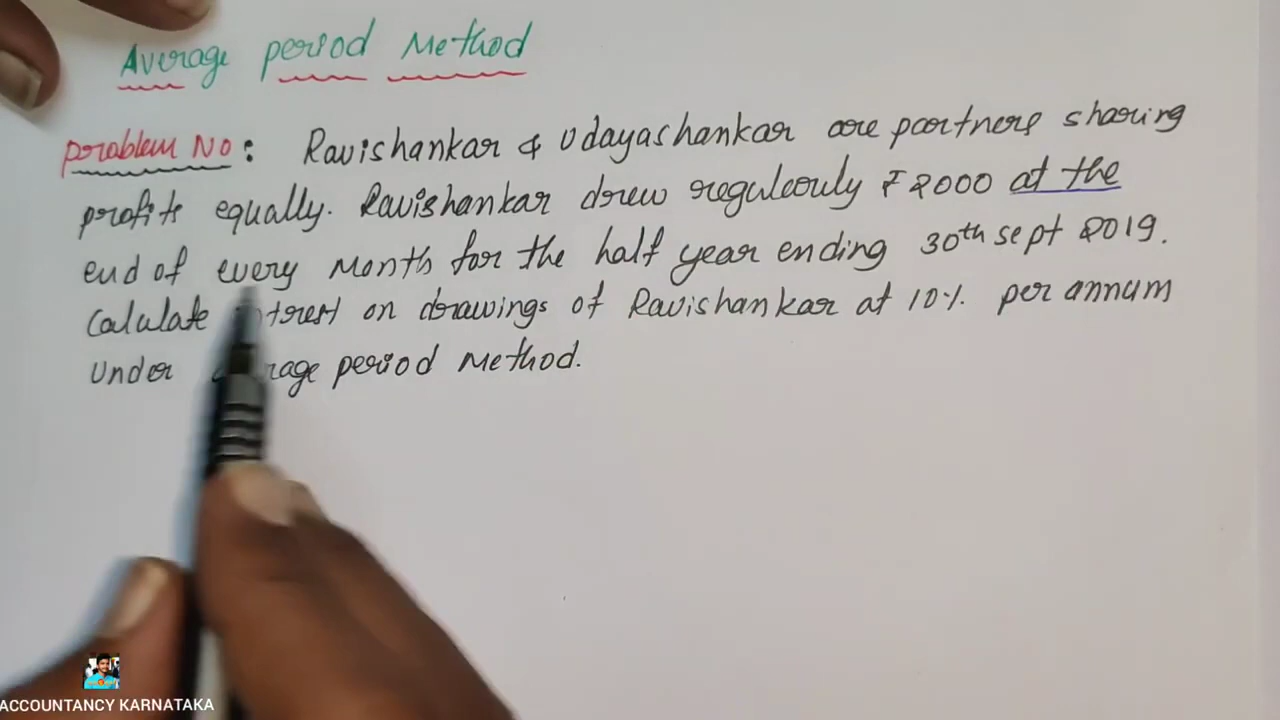 Average period Method
Problem No: Ravishankar & Udayashankar are partners sharing
profits equally. Ravishankar drew regularly ₹2000 at the
end of every Month for the half year ending 30th sept 2019.
Calulate on drawings of Ravishankar at 10% per annum
under period Method.
ACCOUNTANCY KARNATAKA